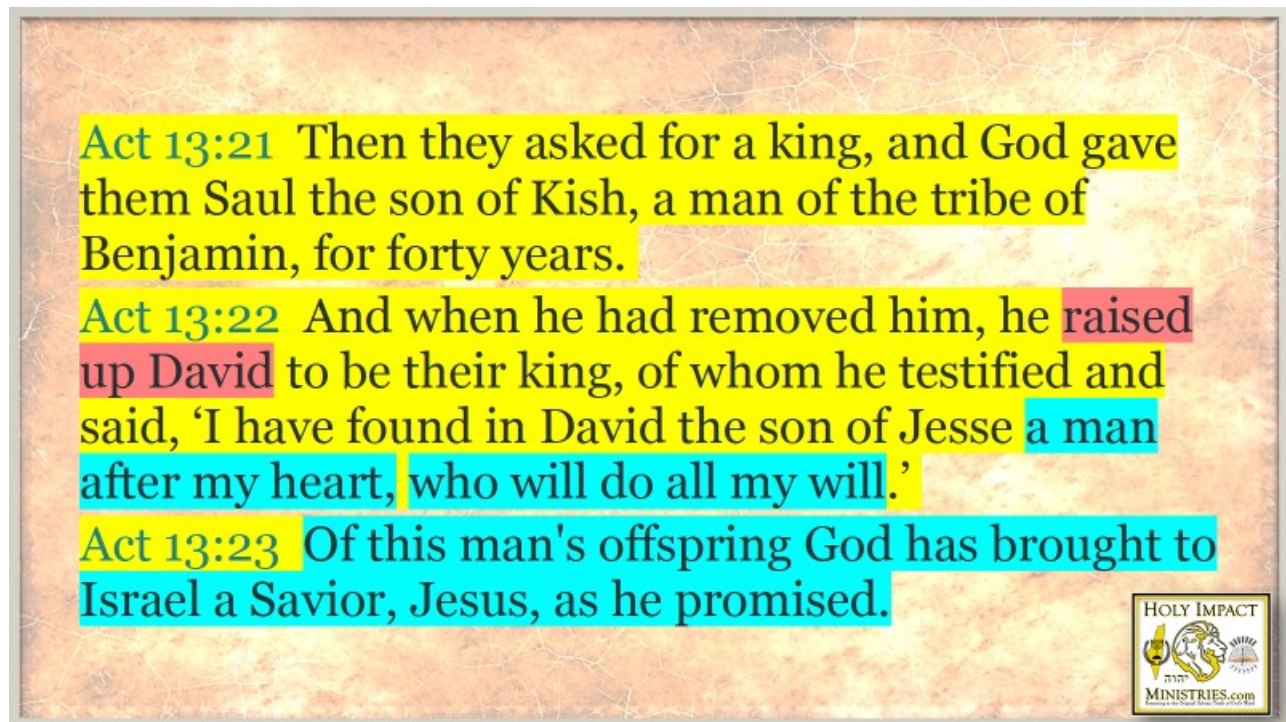 Act 13:21 Then they asked for a king, and God gave
them Saul the son of Kish, a man of the tribe of
Benjamin, for forty years.
Act 13:22 And when he had removed him, he raised
up David to be their king, of whom he testified and
said, ‘I have found in David the son of Jesse a man
after my heart, who will do all my will.’
Act 13:23 Of this man's offspring God has brought to
Israel a Savior, Jesus, as he promised.
HOLY IMPACT
יהוה
MINISTRIES.com